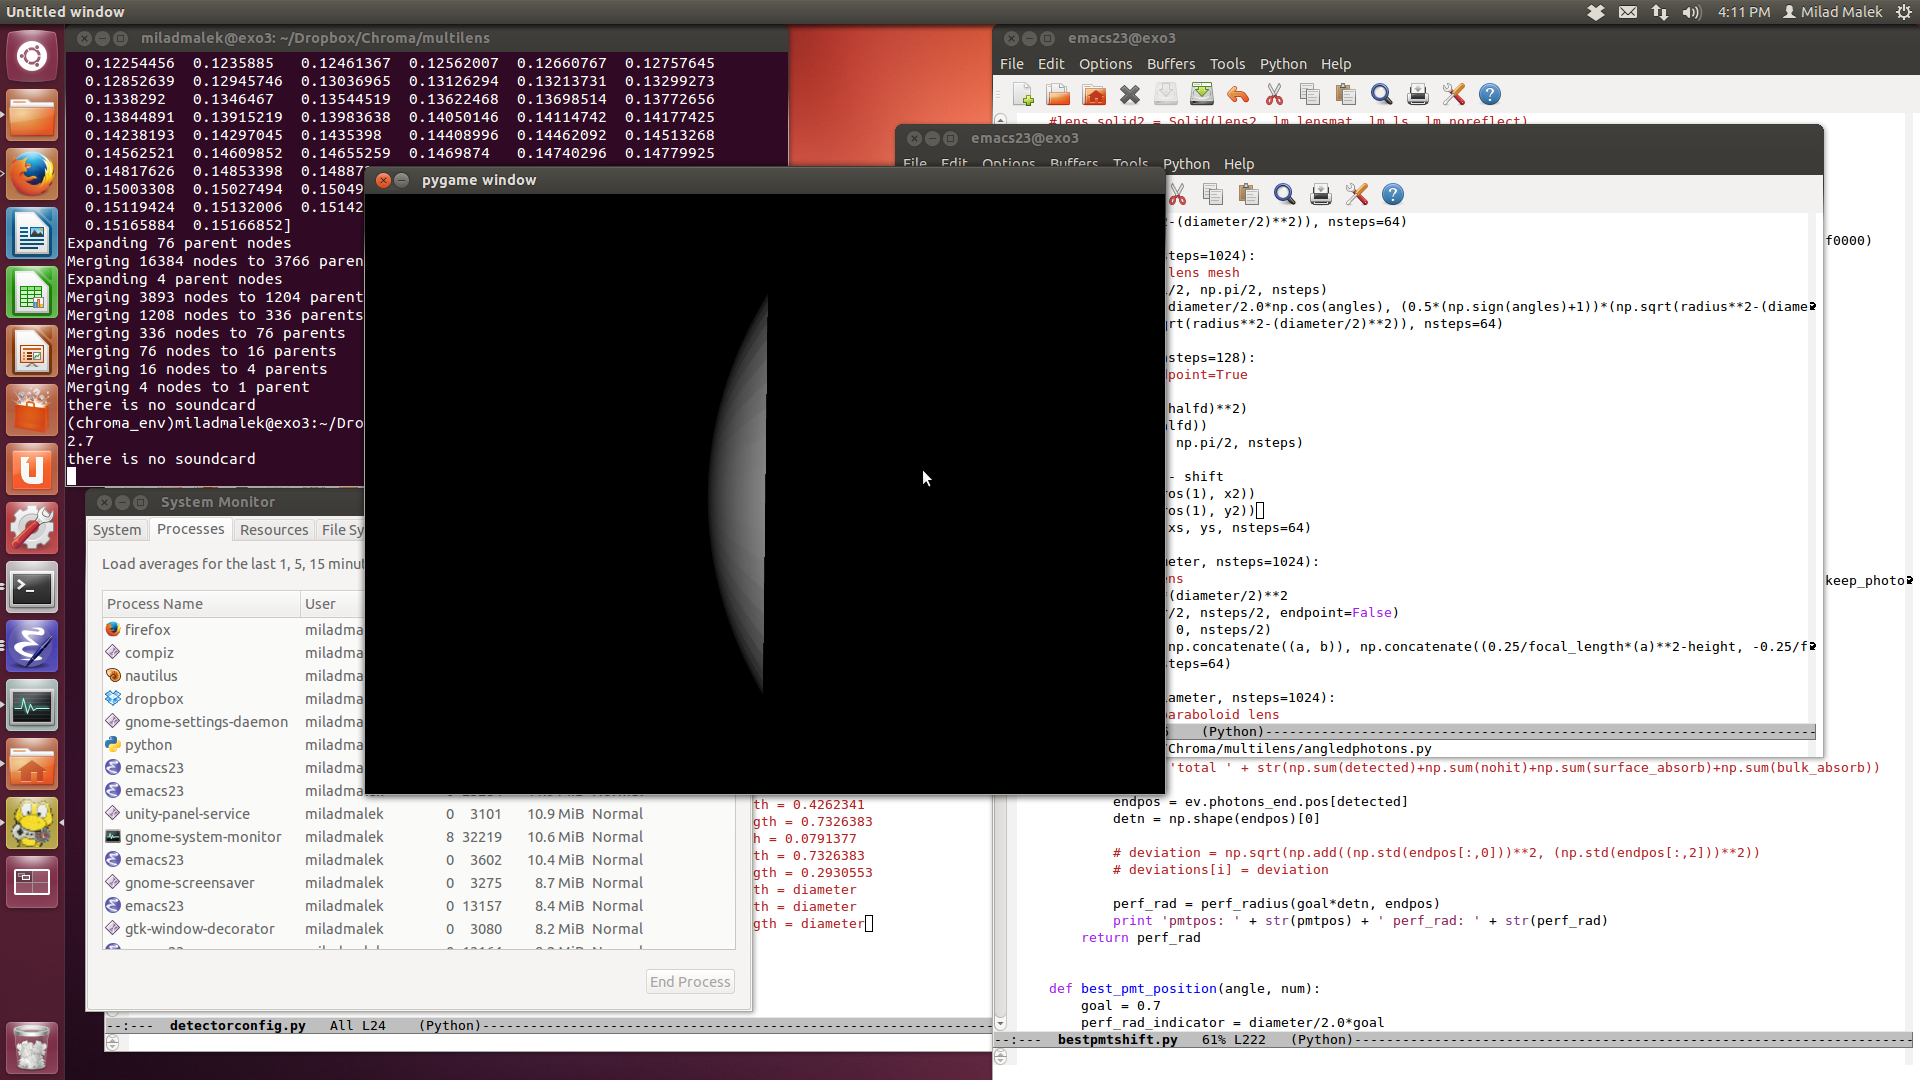 Untitled window
4:11 PM
Milad Malek
miladmalek@exo3: ~/Dropbox/Chroma/multilens
0.12254456 0.1235885 0.12461367 0.12562007 0.12660767 0.12757645
0.12852639 0.12945746 0.13036965 0.13126294 0.13213731 0.13299273
0.1338292 0.1346467 0.13544519 0.13622468 0.13698514 0.13772656
0.13844891 0.13915219 0.13983638 0.14050146 0.14114742 0.14177425
0.14238193 0.14297045 0.1435398 0.14408996 0.14462092 0.14513268
0.14562521 0.14609852 0.14655259 0.1469874 0.14740296 0.14779925
0.14817626 0.14853398 0.1488
0.15003308 0.15027494 0.15049
0.15119424 0.15132006 0.15142
0.15165884 0.15166852]
Expanding 76 parent nodes
Merging 16384 nodes to 3766 paren
Expanding 4 parent nodes
Merging 3893 nodes to 1204 parent
Merging 1208 nodes to 336 parents
Merging 336 nodes to 76 parents
Merging 76 nodes to 16 parents
Merging 16 nodes to 4 parents
Merging 4 nodes to 1 parent
there is no soundcard
(chroma_env)miladmalek@exo3:~/Dro
2.7
there is no soundcard
pygame window
System Monitor
System Processes Resources File Sy
Load averages for the last 1, 5, 15 minut
Process Name User
firefox miladma
compiz miladma
nautilus miladma
dropbox miladma
gnome-settings-daemon miladma
python miladma
emacs23 miladma
emacs23 miladma
unity-panel-service miladmalek 0 3101 10.9 MiB Normal
gnome-system-monitor miladmalek 8 32219 10.6 MiB Normal
emacs23 miladmalek 0 3602 10.4 MiB Normal
gnome-screensaver miladmalek 0 3275 8.7 MiB Normal
emacs23 miladmalek 0 13157 8.4 MiB Normal
gtk-window-decorator miladmalek 0 3080 8.2 MiB Normal
End Process
th = 0.4262341
gth = 0.7326383
h = 0.0791377
th = 0.7326383
gth = 0.2930553
th = diameter
th = diameter
gth = diameter
--:--- detectorconfig.py All L24 (Python)
emacs23@exo3
File Edit Options Buffers Tools Python Help
#lens_solid2 = Solid(lens2, lm.lensmat, lm.ls, lm.noreflect)
f0000)
keep_photo
emacs23@exo3
File Edit Options Buffers Tools Python Help
-(diameter/2)**2)), nsteps=64)
teps=1024):
lens mesh
/2, np.pi/2, nsteps)
diameter/2.0*np.cos(angles), (0.5*(np.sign(angles)+1))*(np.sqrt(radius**2-(diame
rt(radius**2-(diameter/2)**2)), nsteps=64)
steps=128):
point=True
halfd)**2)
lfd))
np.pi/2, nsteps)
- shift
os(1), x2))
os(1), y2))
xs, ys, nsteps=64)
eter, nsteps=1024):
ns
(diameter/2)**2
/2, nsteps/2, endpoint=False)
0, nsteps/2)
np.concatenate((a, b)), np.concatenate((0.25/focal_length*(a)**2-height, -0.25/f
teps=64)
ameter, nsteps=1024):
araboloid lens
(Python)
Chroma/multilens/angledphotons.py
'total ' + str(np.sum(detected)+np.sum(nohit)+np.sum(surface_absorb)+np.sum(bulk_absorb))
endpos = ev.photons_end.pos[detected]
detn = np.shape(endpos)[0]
# deviation = np.sqrt(np.add((np.std(endpos[:,0]))**2, (np.std(endpos[:,2]))**2))
# deviations[i] = deviation
perf_rad = perf_radius(goal*detn, endpos)
print 'pmtpos: ' + str(pmtpos) + ' perf_rad: ' + str(perf_rad)
return perf_rad
def best_pmt_position(angle, num):
goal = 0.7
perf_rad_indicator = diameter/2.0*goal
--:--- bestpmtshift.py 61% L222 (Python)